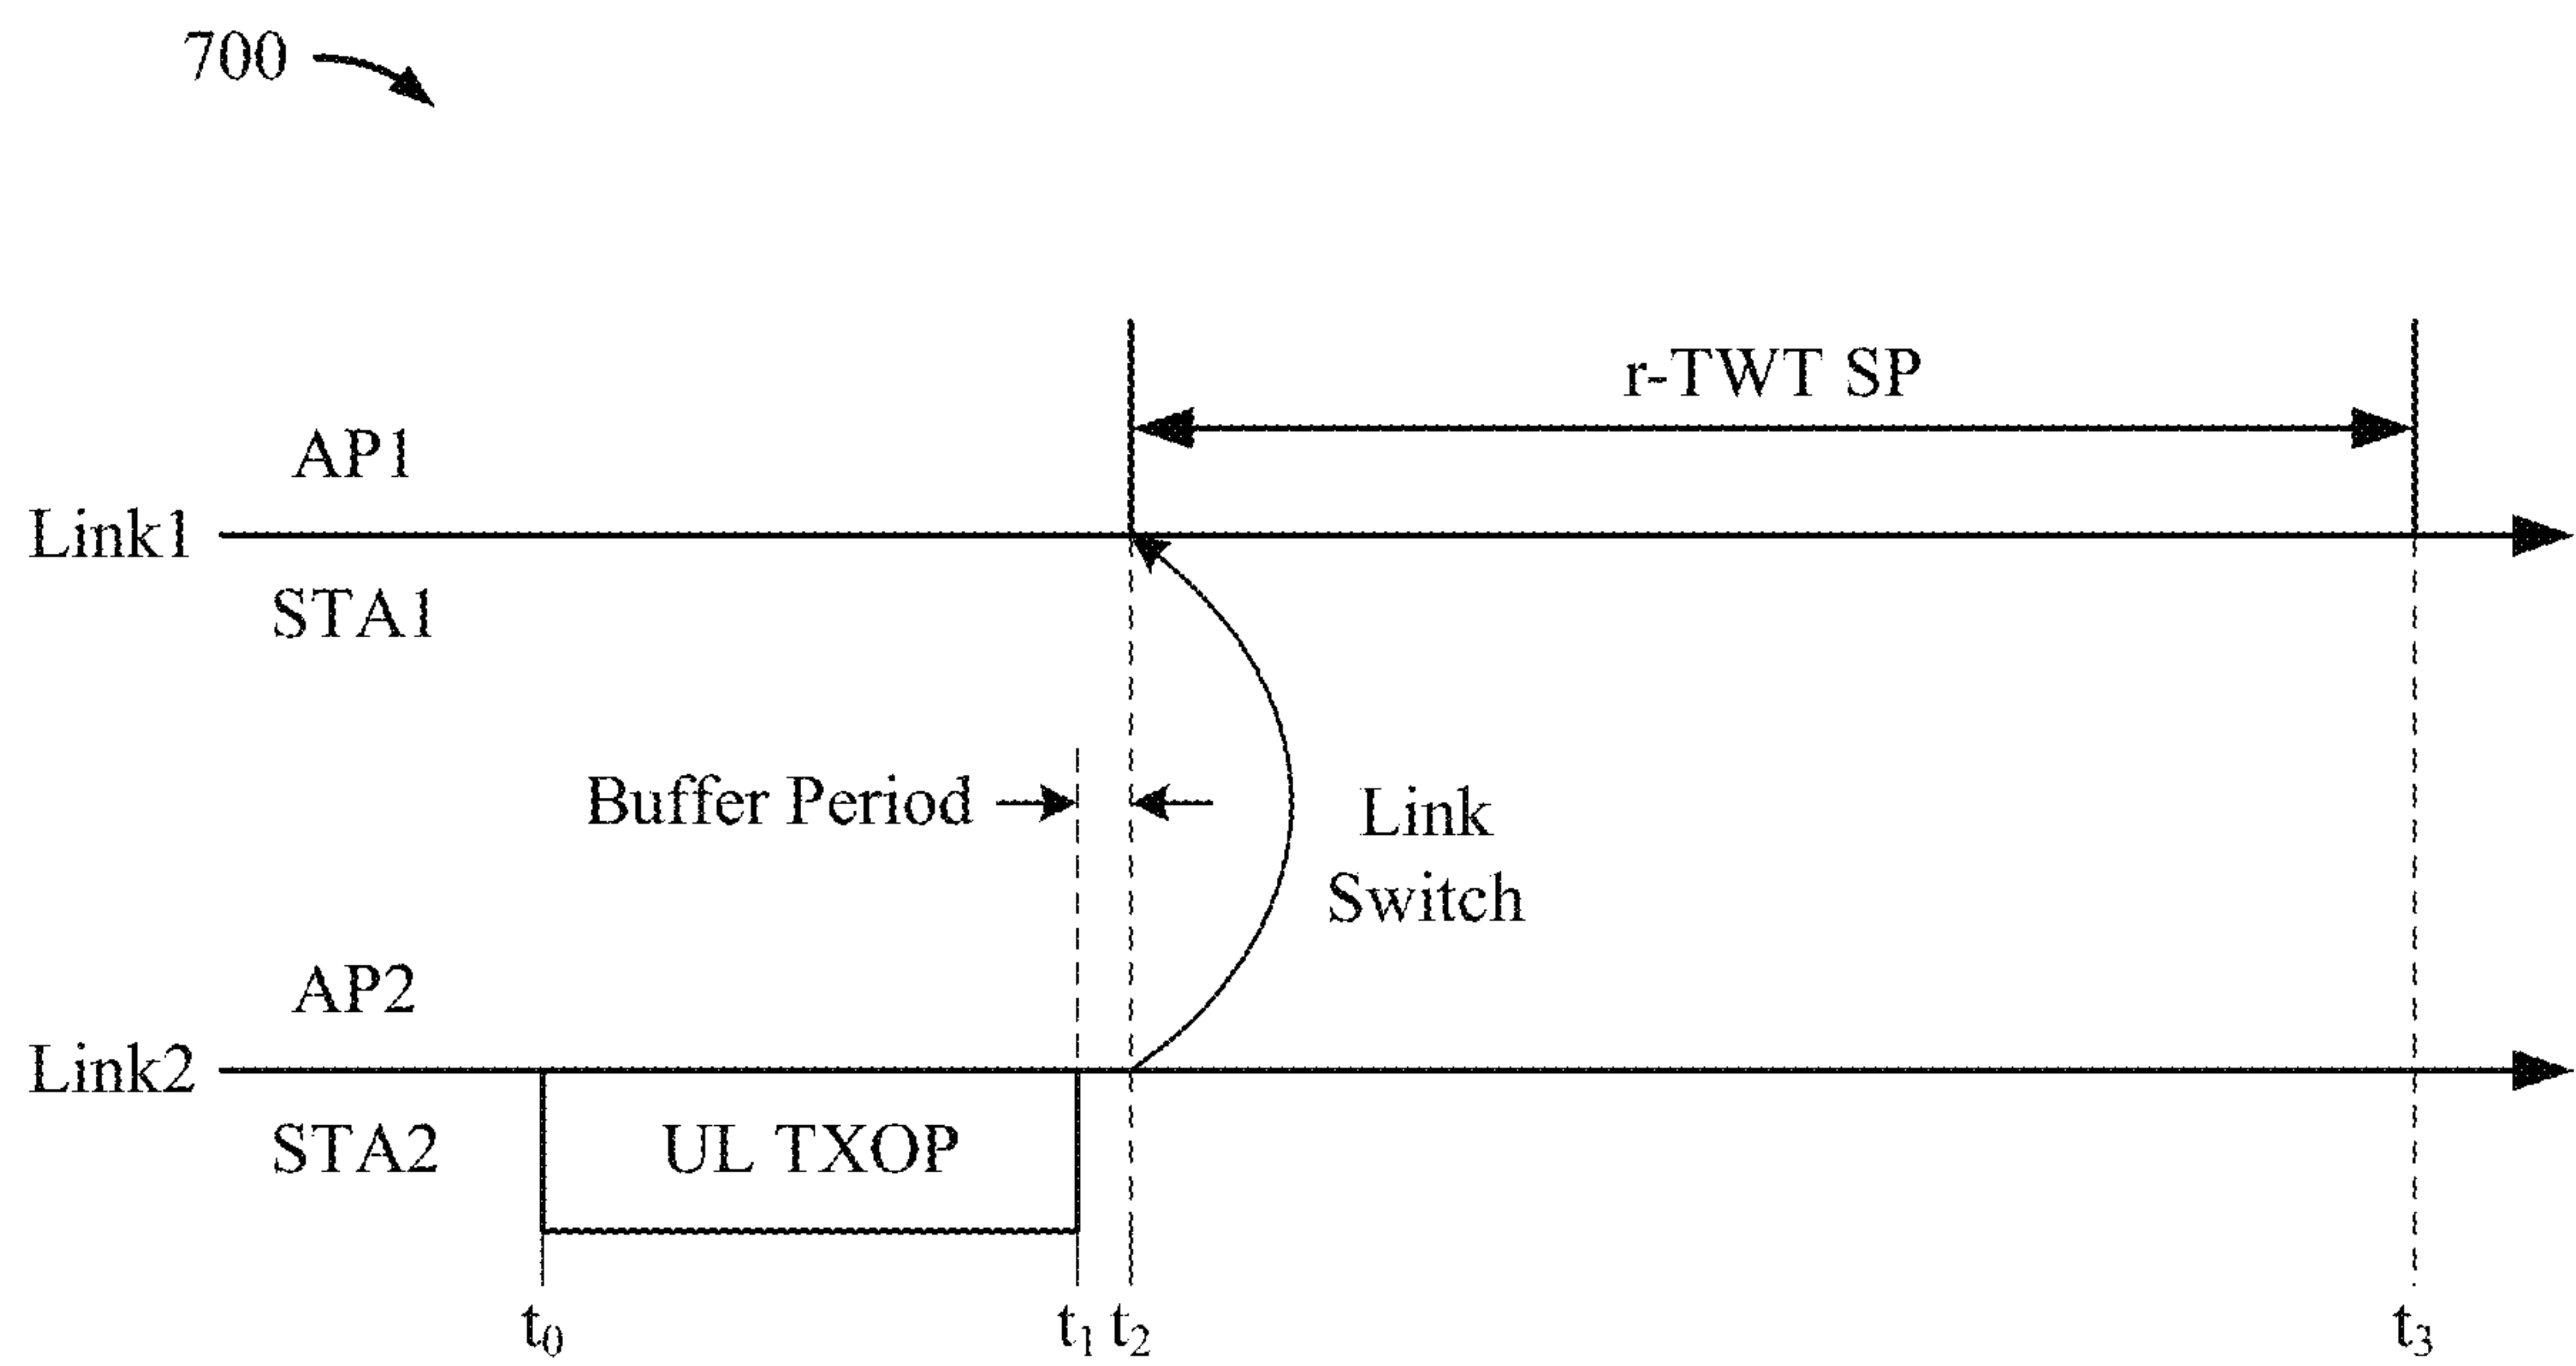 700
r-TWT SP
AP1
Link1
STA1
Buffer Period
Link
Switch
AP2
Link2
STA2
UL TXOP
t0 t1 t2 t3